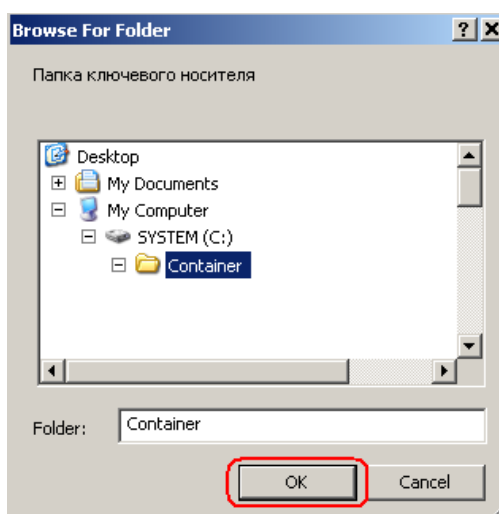 Browse For Folder
Папка ключевого носителя
Desktop
My Documents
My Computer
SYSTEM (C:)
Container
Folder: Container
OK Cancel